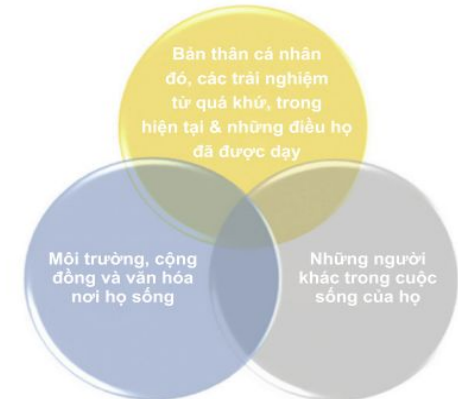 Bản thân cá nhân
đó, các trải nghiệm
từ quá khứ, trong
hiện tại & những điều họ
đã được dạy
Môi trường, cộng
đồng và văn hóa
nơi họ sống
Những người
khác trong cuộc
sống của họ